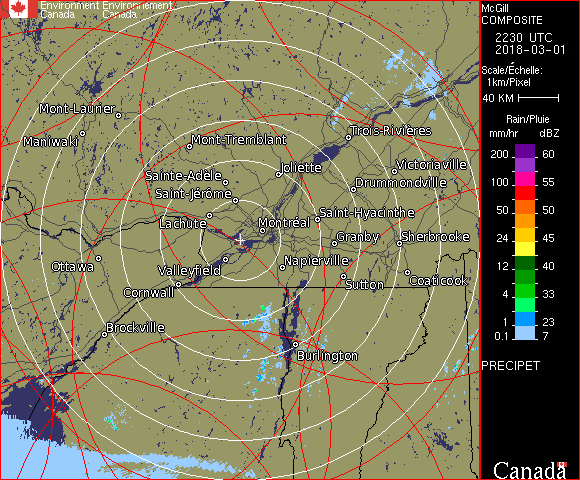 Environment Environnement
Canada Canada
McGill
COMPOSITE
2230 UTC
2018-03-01
Scale/Échelle:
1km/Pixel
40 KM
Rain/Pluie
mm/hr dBZ
200 60
100 55
50 50
24 45
12 40
4 33
1 23
0.1 7
PRECIPET
Canada
Mont-Laurier
Maniwaki
Mont-Tremblant
Trois-Rivières
Sainte-Adèle
Joliette
Victoriaville
Saint-Jérôme
Drummondville
Lachute
Montréal
Saint-Hyacinthe
Granby
Sherbrooke
Ottawa
Valleyfield
Napierville
Cornwall
Sutton
Coaticook
Brockville
Burlington